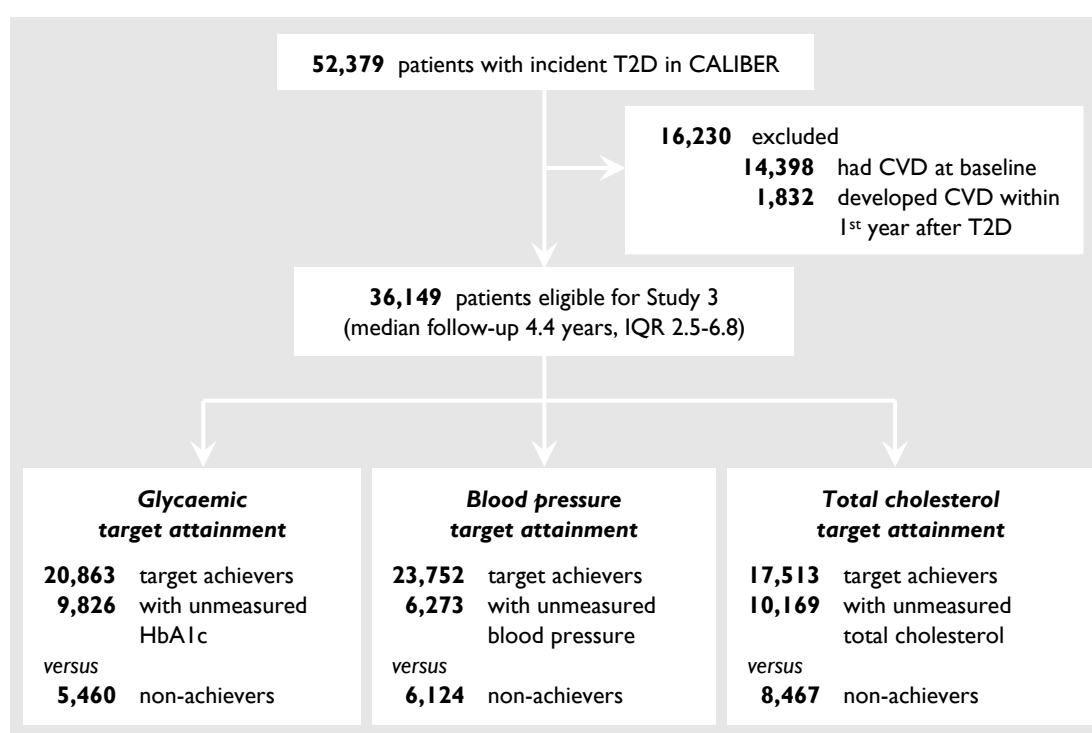 52,379 patients with incident T2D in CALIBER
16,230 excluded
14,398 had CVD at baseline
1,832 developed CVD within
1st year after T2D
36,149 patients eligible for Study 3
(median follow-up 4.4 years, IQR 2.5-6.8)
Glycaemic
target attainment
20,863 target achievers
9,826 with unmeasured
HbA1c
versus
5,460 non-achievers
Blood pressure
target attainment
23,752 target achievers
6,273 with unmeasured
blood pressure
versus
6,124 non-achievers
Total cholesterol
target attainment
17,513 target achievers
10,169 with unmeasured
total cholesterol
versus
8,467 non-achievers